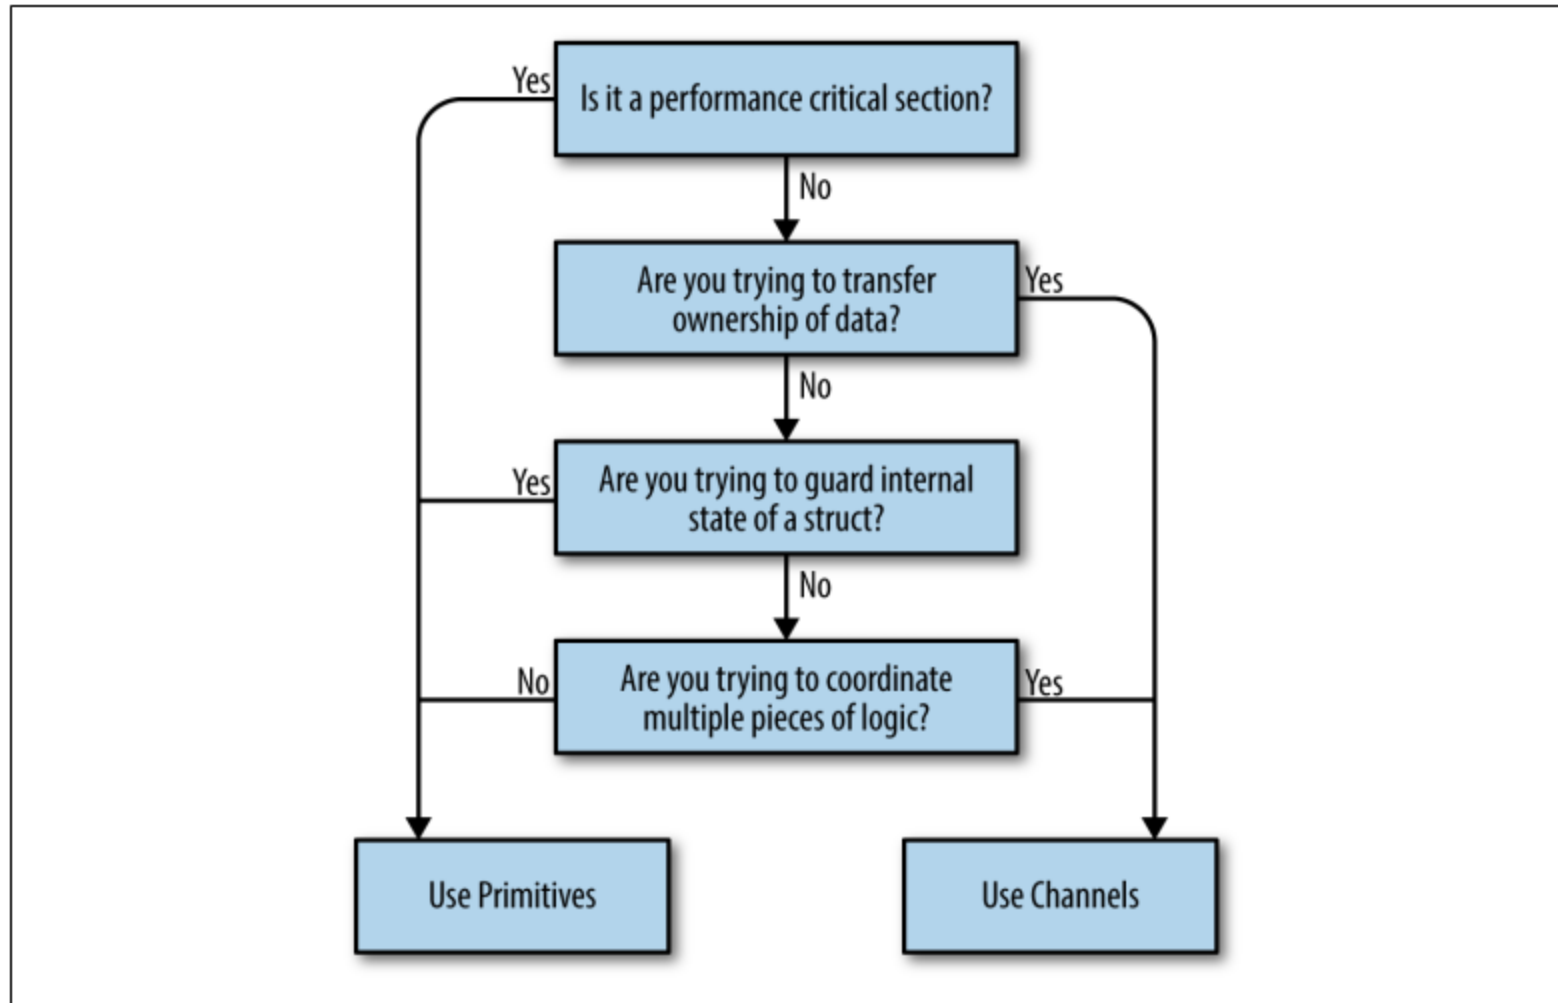 Yes
Is it a performance critical section?
No
Are you trying to transfer
ownership of data?
Yes
No
Yes
Are you trying to guard internal
state of a struct?
No
No
Are you trying to coordinate
multiple pieces of logic?
Yes
Use Primitives
Use Channels